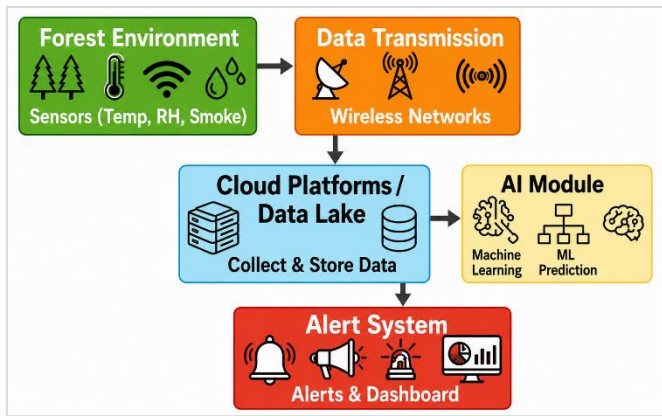 Forest Environment
Sensors (Temp, RH, Smoke)
Data Transmission
Wireless Networks
Cloud Platforms /
Data Lake
Collect & Store Data
AI Module
Machine
Learning
ML
Prediction
Alert System
Alerts & Dashboard